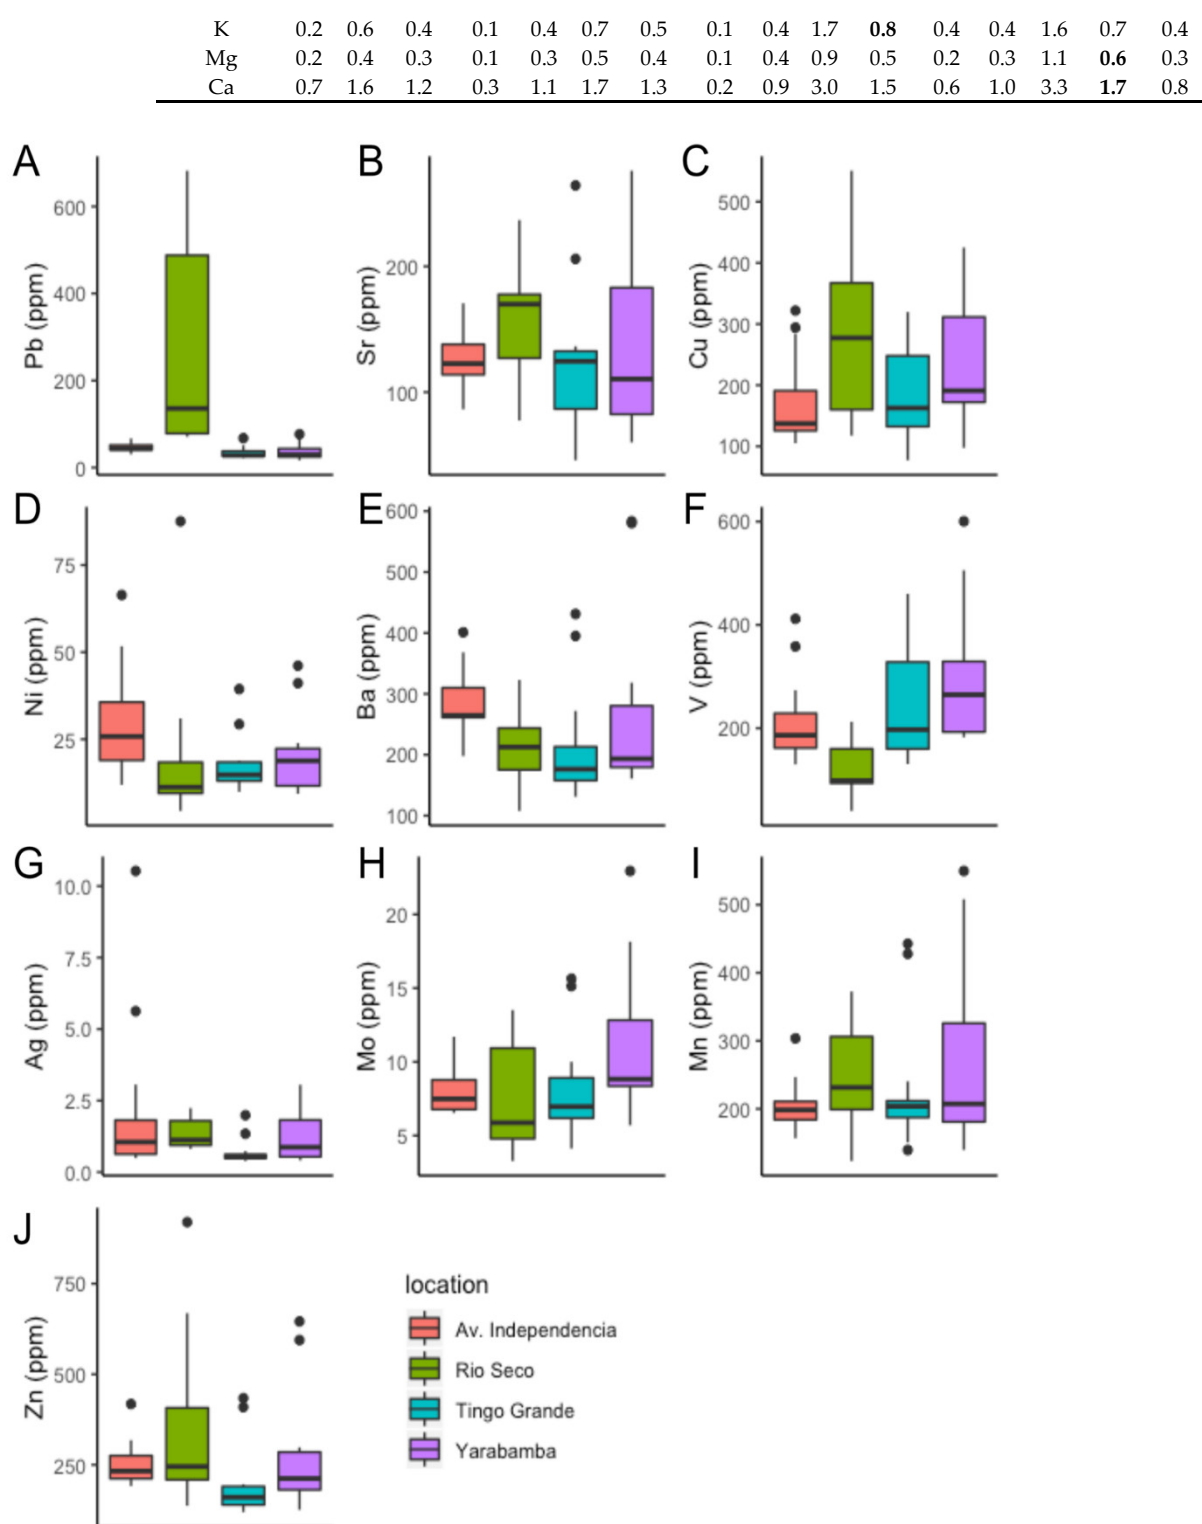 K 0.2 0.6 0.4 0.1 0.4 0.7 0.5 0.1 0.4 1.7 0.8 0.4 0.4 1.6 0.7 0.4
Mg 0.2 0.4 0.3 0.1 0.3 0.5 0.4 0.1 0.4 0.9 0.5 0.2 0.3 1.1 0.6 0.3
Ca 0.7 1.6 1.2 0.3 1.1 1.7 1.3 0.2 0.9 3.0 1.5 0.6 1.0 3.3 1.7 0.8
A
Pb (ppm)
600
400
200
0
B
Sr (ppm)
200
100
C
Cu (ppm)
500
400
300
200
100
D
Ni (ppm)
75
50
25
E
Ba (ppm)
600
500
400
300
200
100
F
V (ppm)
600
400
200
G
Ag (ppm)
10.0
7.5
5.0
2.5
0.0
H
Mo (ppm)
20
15
10
5
I
Mn (ppm)
500
400
300
200
J
Zn (ppm)
750
500
250
location
Av. Independencia
Rio Seco
Tingo Grande
Yarabamba